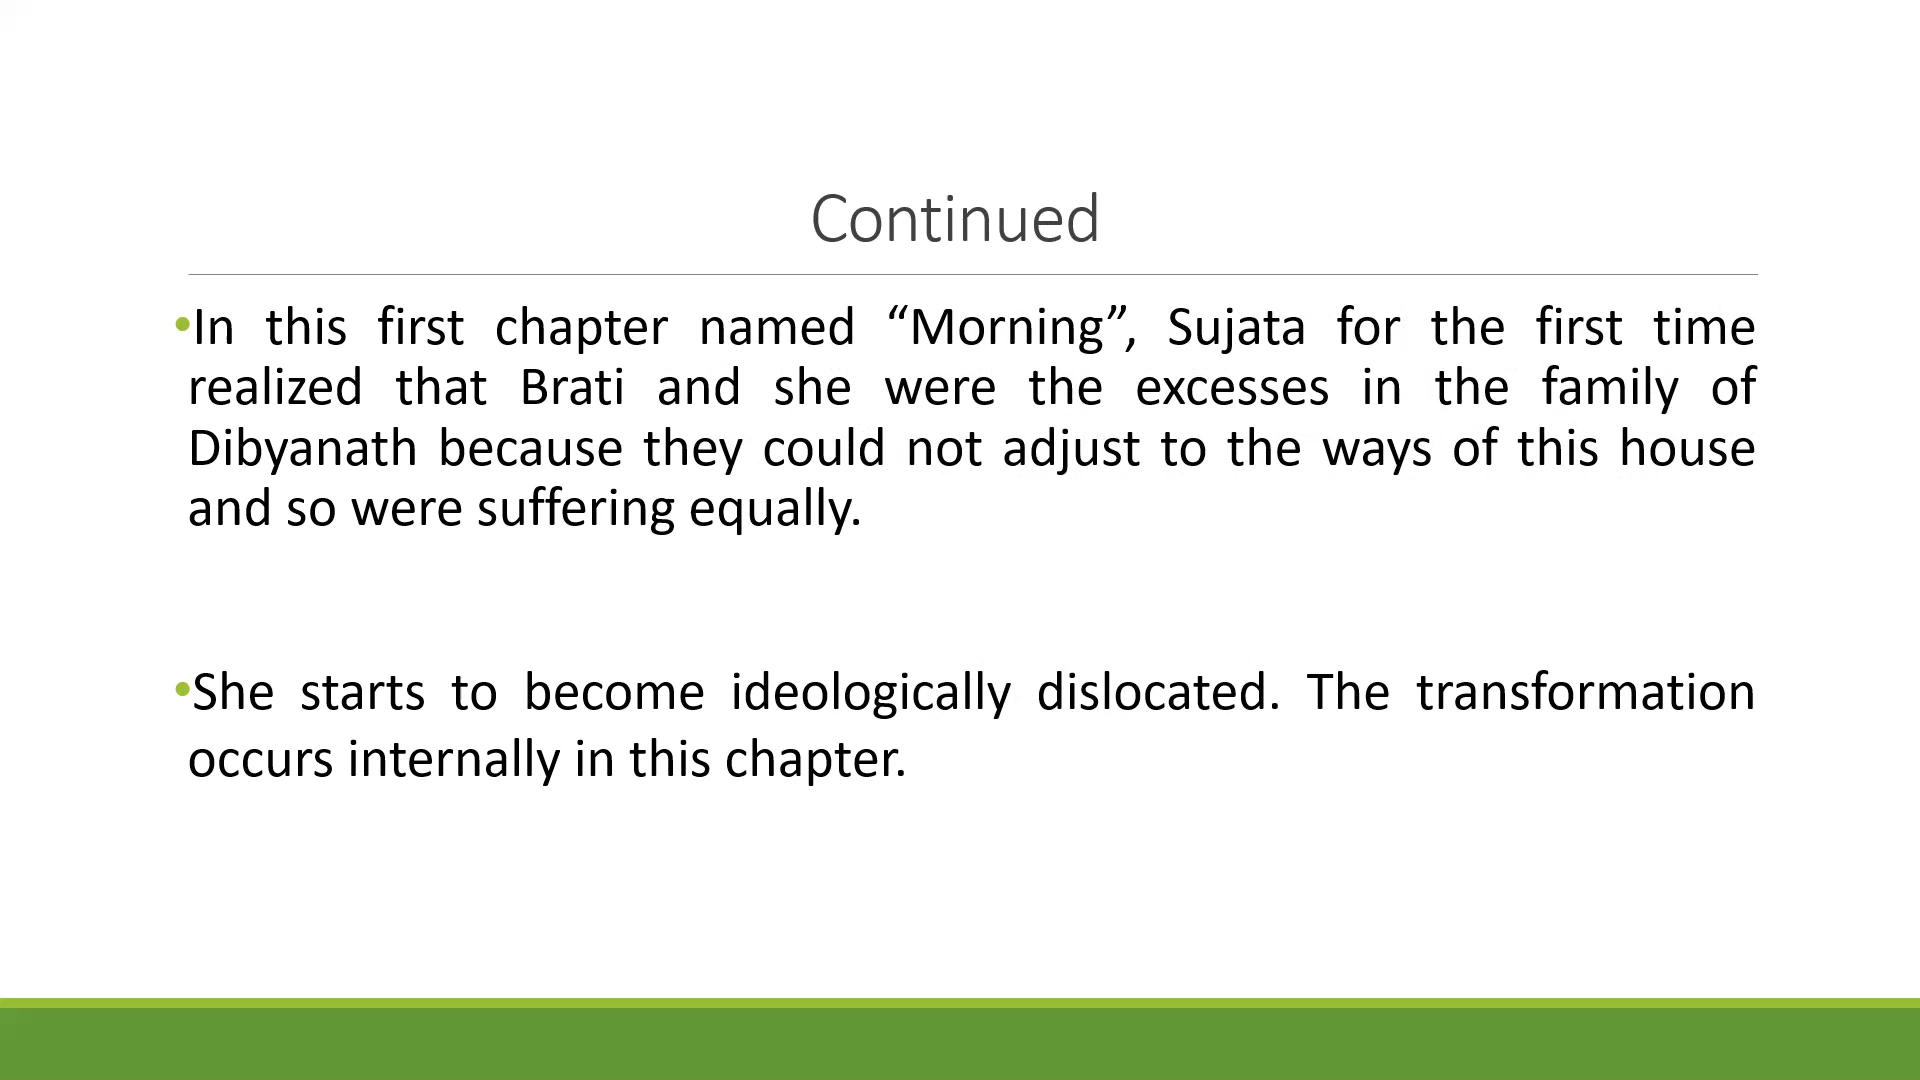 Continued
•In this first chapter named “Morning”, Sujata for the first time
realized that Brati and she were the excesses in the family of
Dibyanath because they could not adjust to the ways of this house
and so were suffering equally.
•She starts to become ideologically dislocated. The transformation
occurs internally in this chapter.